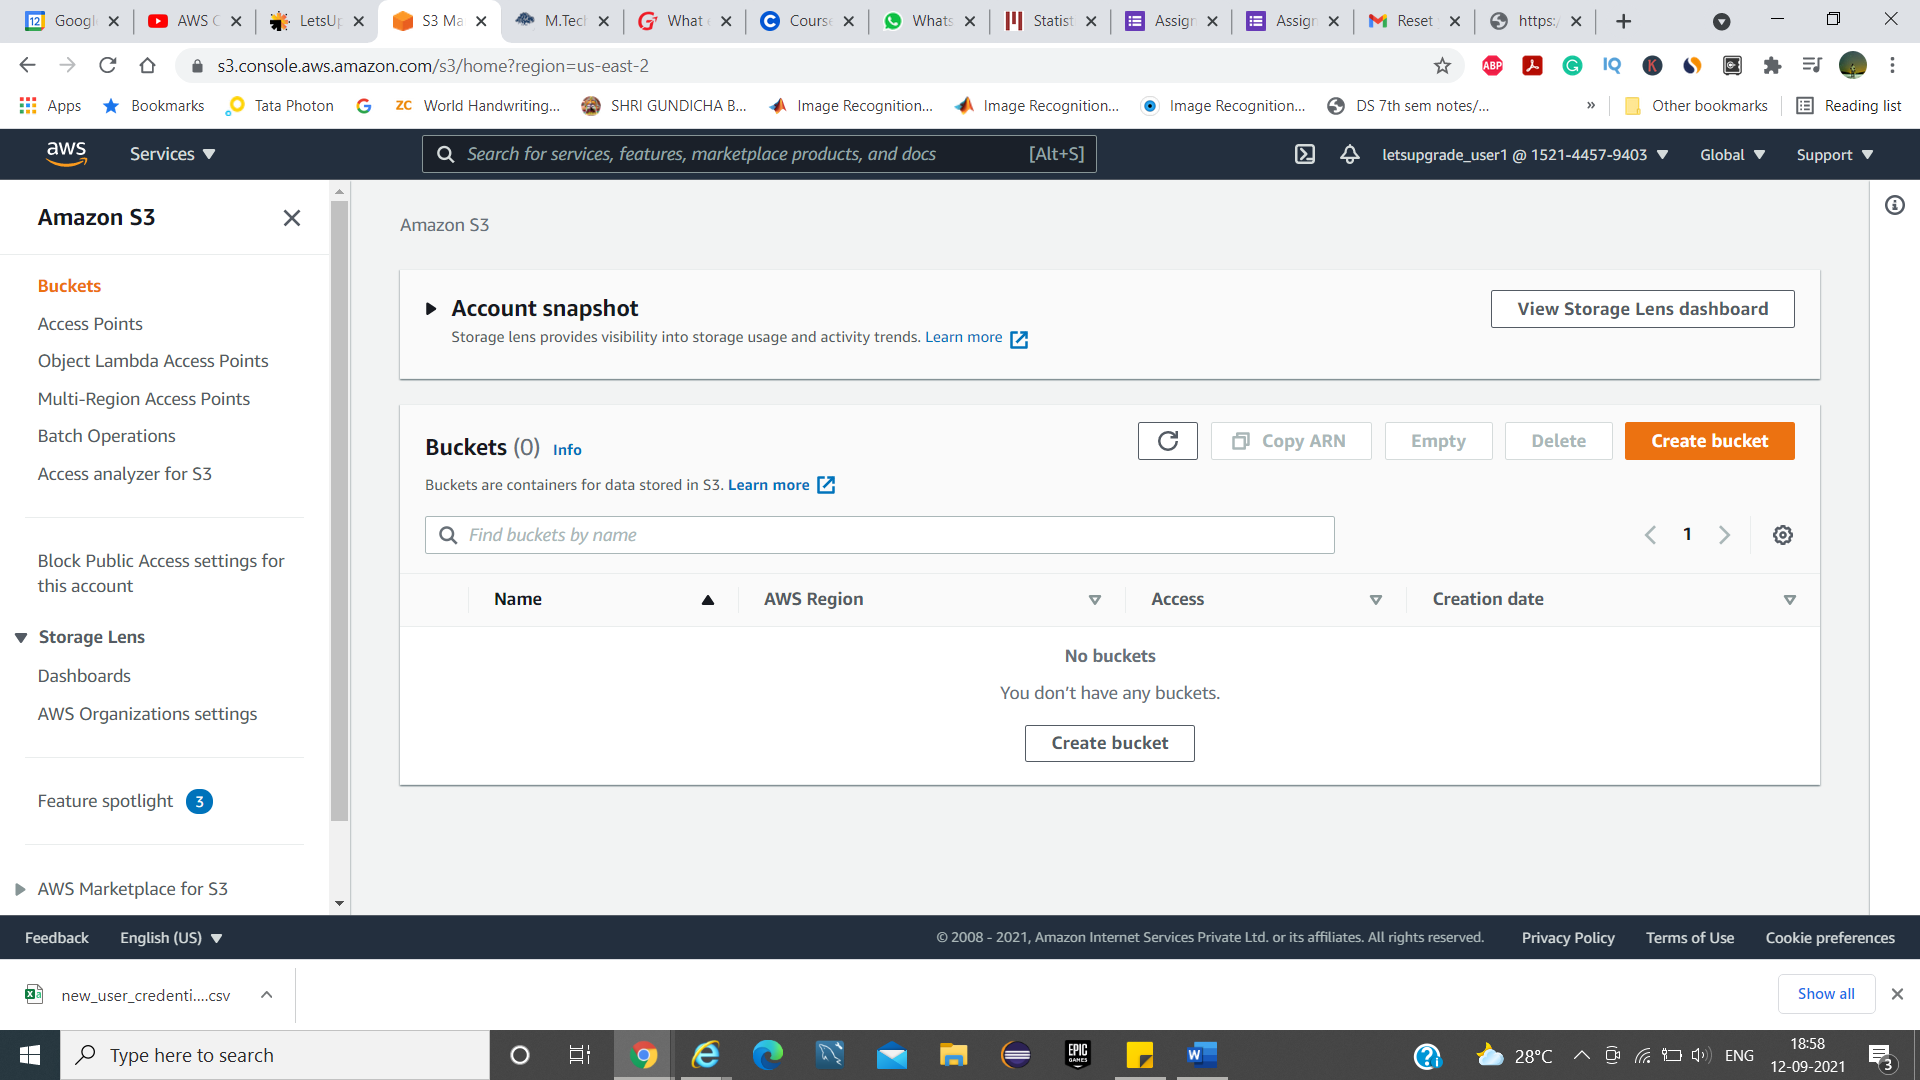 12 Googl
AWS C
LetsUp
S3 Ma
M.Tecl
What
Course
Whats
Statist
Assign
Assign
Reset
https:/
s3.console.aws.amazon.com/s3/home?region=us-east-2
ABP
IQ
K
Apps
Bookmarks
Tata Photon
G
ZC World Handwriting...
SHRI GUNDICHA B...
Image Recognition...
Image Recognition...
Image Recognition...
DS 7th sem notes/...
»
Other bookmarks
Reading list
aws
Services
Search for services, features, marketplace products, and docs
[Alt+S]
letsupgrade_user1 @ 1521-4457-9403
Global
Support
Amazon S3
Buckets
Access Points
Object Lambda Access Points
Multi-Region Access Points
Batch Operations
Access analyzer for S3
Block Public Access settings for
this account
Storage Lens
Dashboards
AWS Organizations settings
Feature spotlight 3
AWS Marketplace for S3
Amazon S3
Account snapshot
View Storage Lens dashboard
Storage lens provides visibility into storage usage and activity trends. Learn more
Buckets (0) Info
Copy ARN
Empty
Delete
Create bucket
Buckets are containers for data stored in S3. Learn more
Find buckets by name
1
Name
AWS Region
Access
Creation date
No buckets
You don't have any buckets.
Create bucket
Feedback
English (US)
© 2008 - 2021, Amazon Internet Services Private Ltd. or its affiliates. All rights reserved.
Privacy Policy
Terms of Use
Cookie preferences
new_user_credenti....csv
Show all
Type here to search
EPIC
GAMES
W
28°C
ENG
18:58
12-09-2021
3